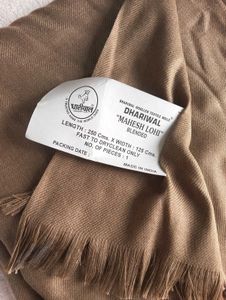 धारीवाल
DHARIWAL
"MAHESH LOHI"
BLENDED
LENGTH : 250 Cms. X WIDTH : 125 Cms.
FAST TO DRYCLEAN ONLY
NO. OF PIECES : 1
PACKING DATE :
MADE IN INDIA